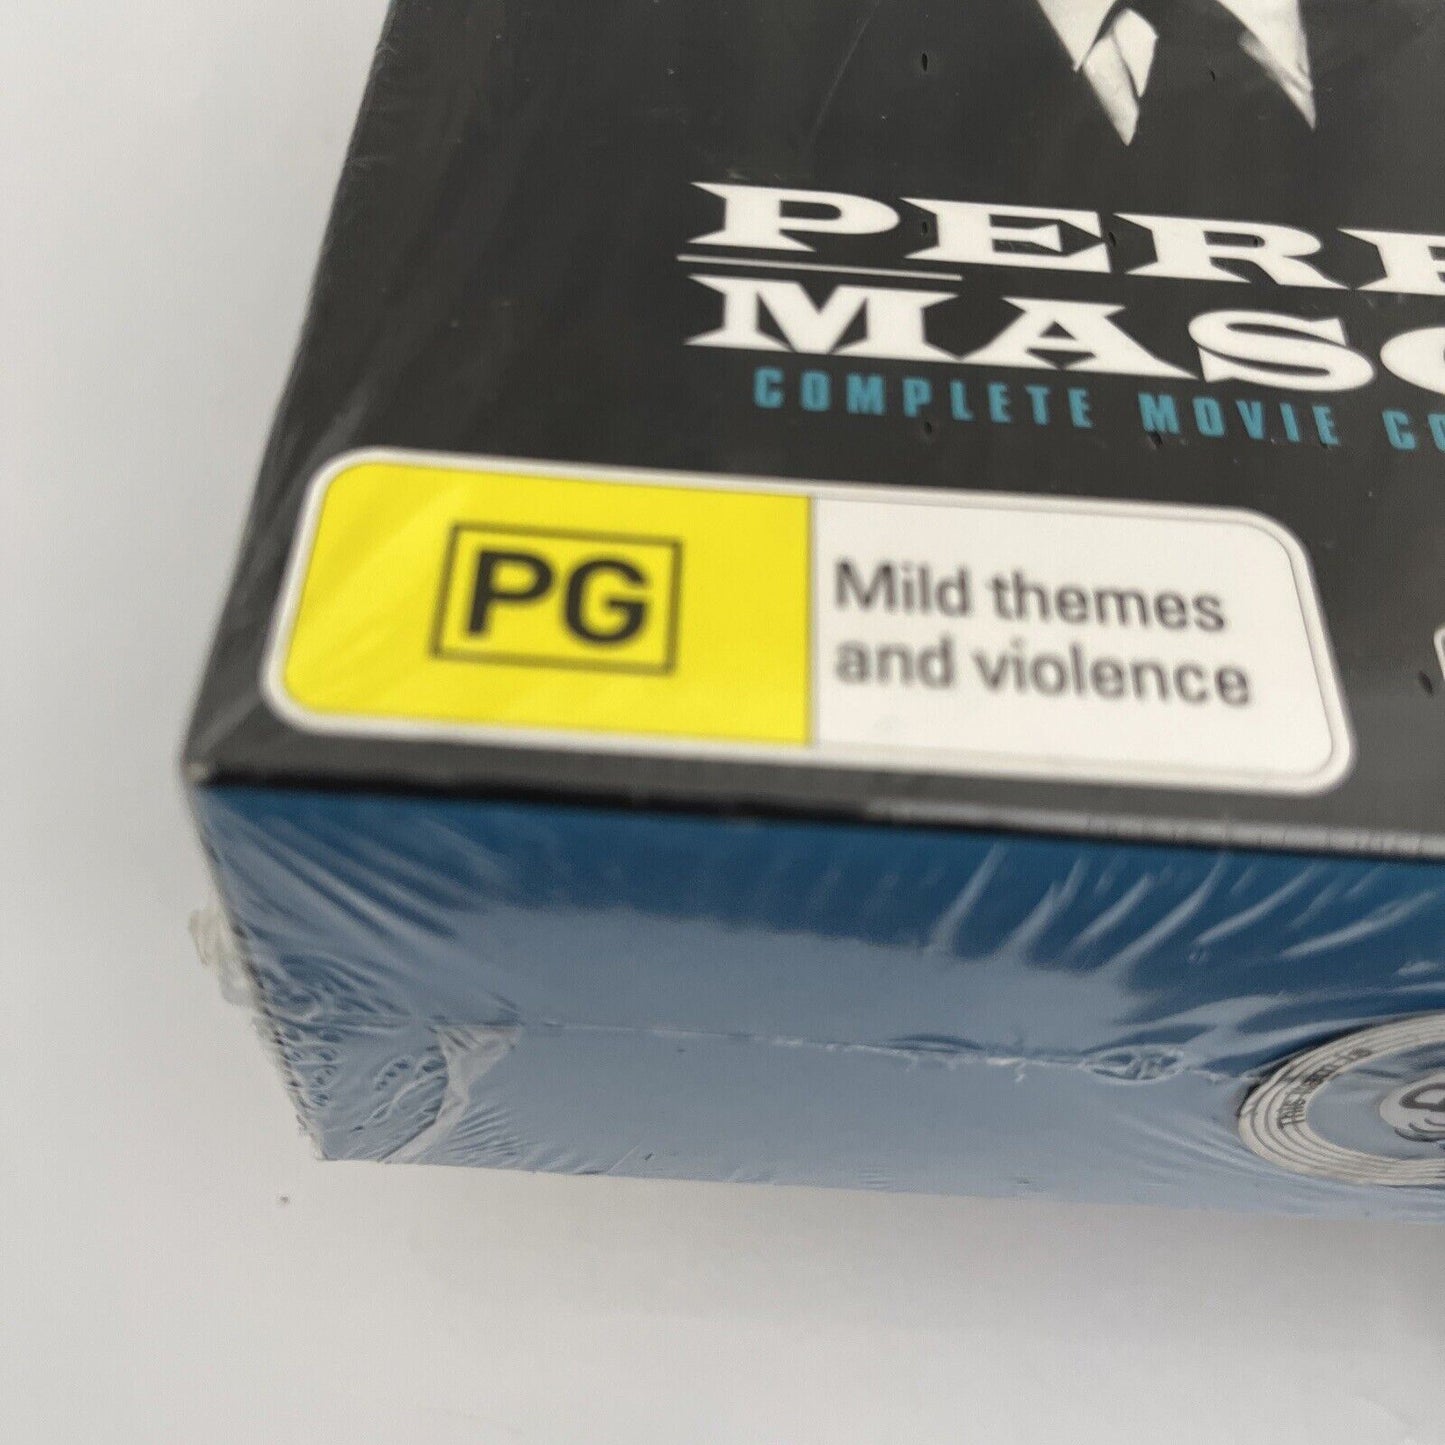 PERR
MASO
COMPLETE MOVIE CO
PG
Mild themes
and violence